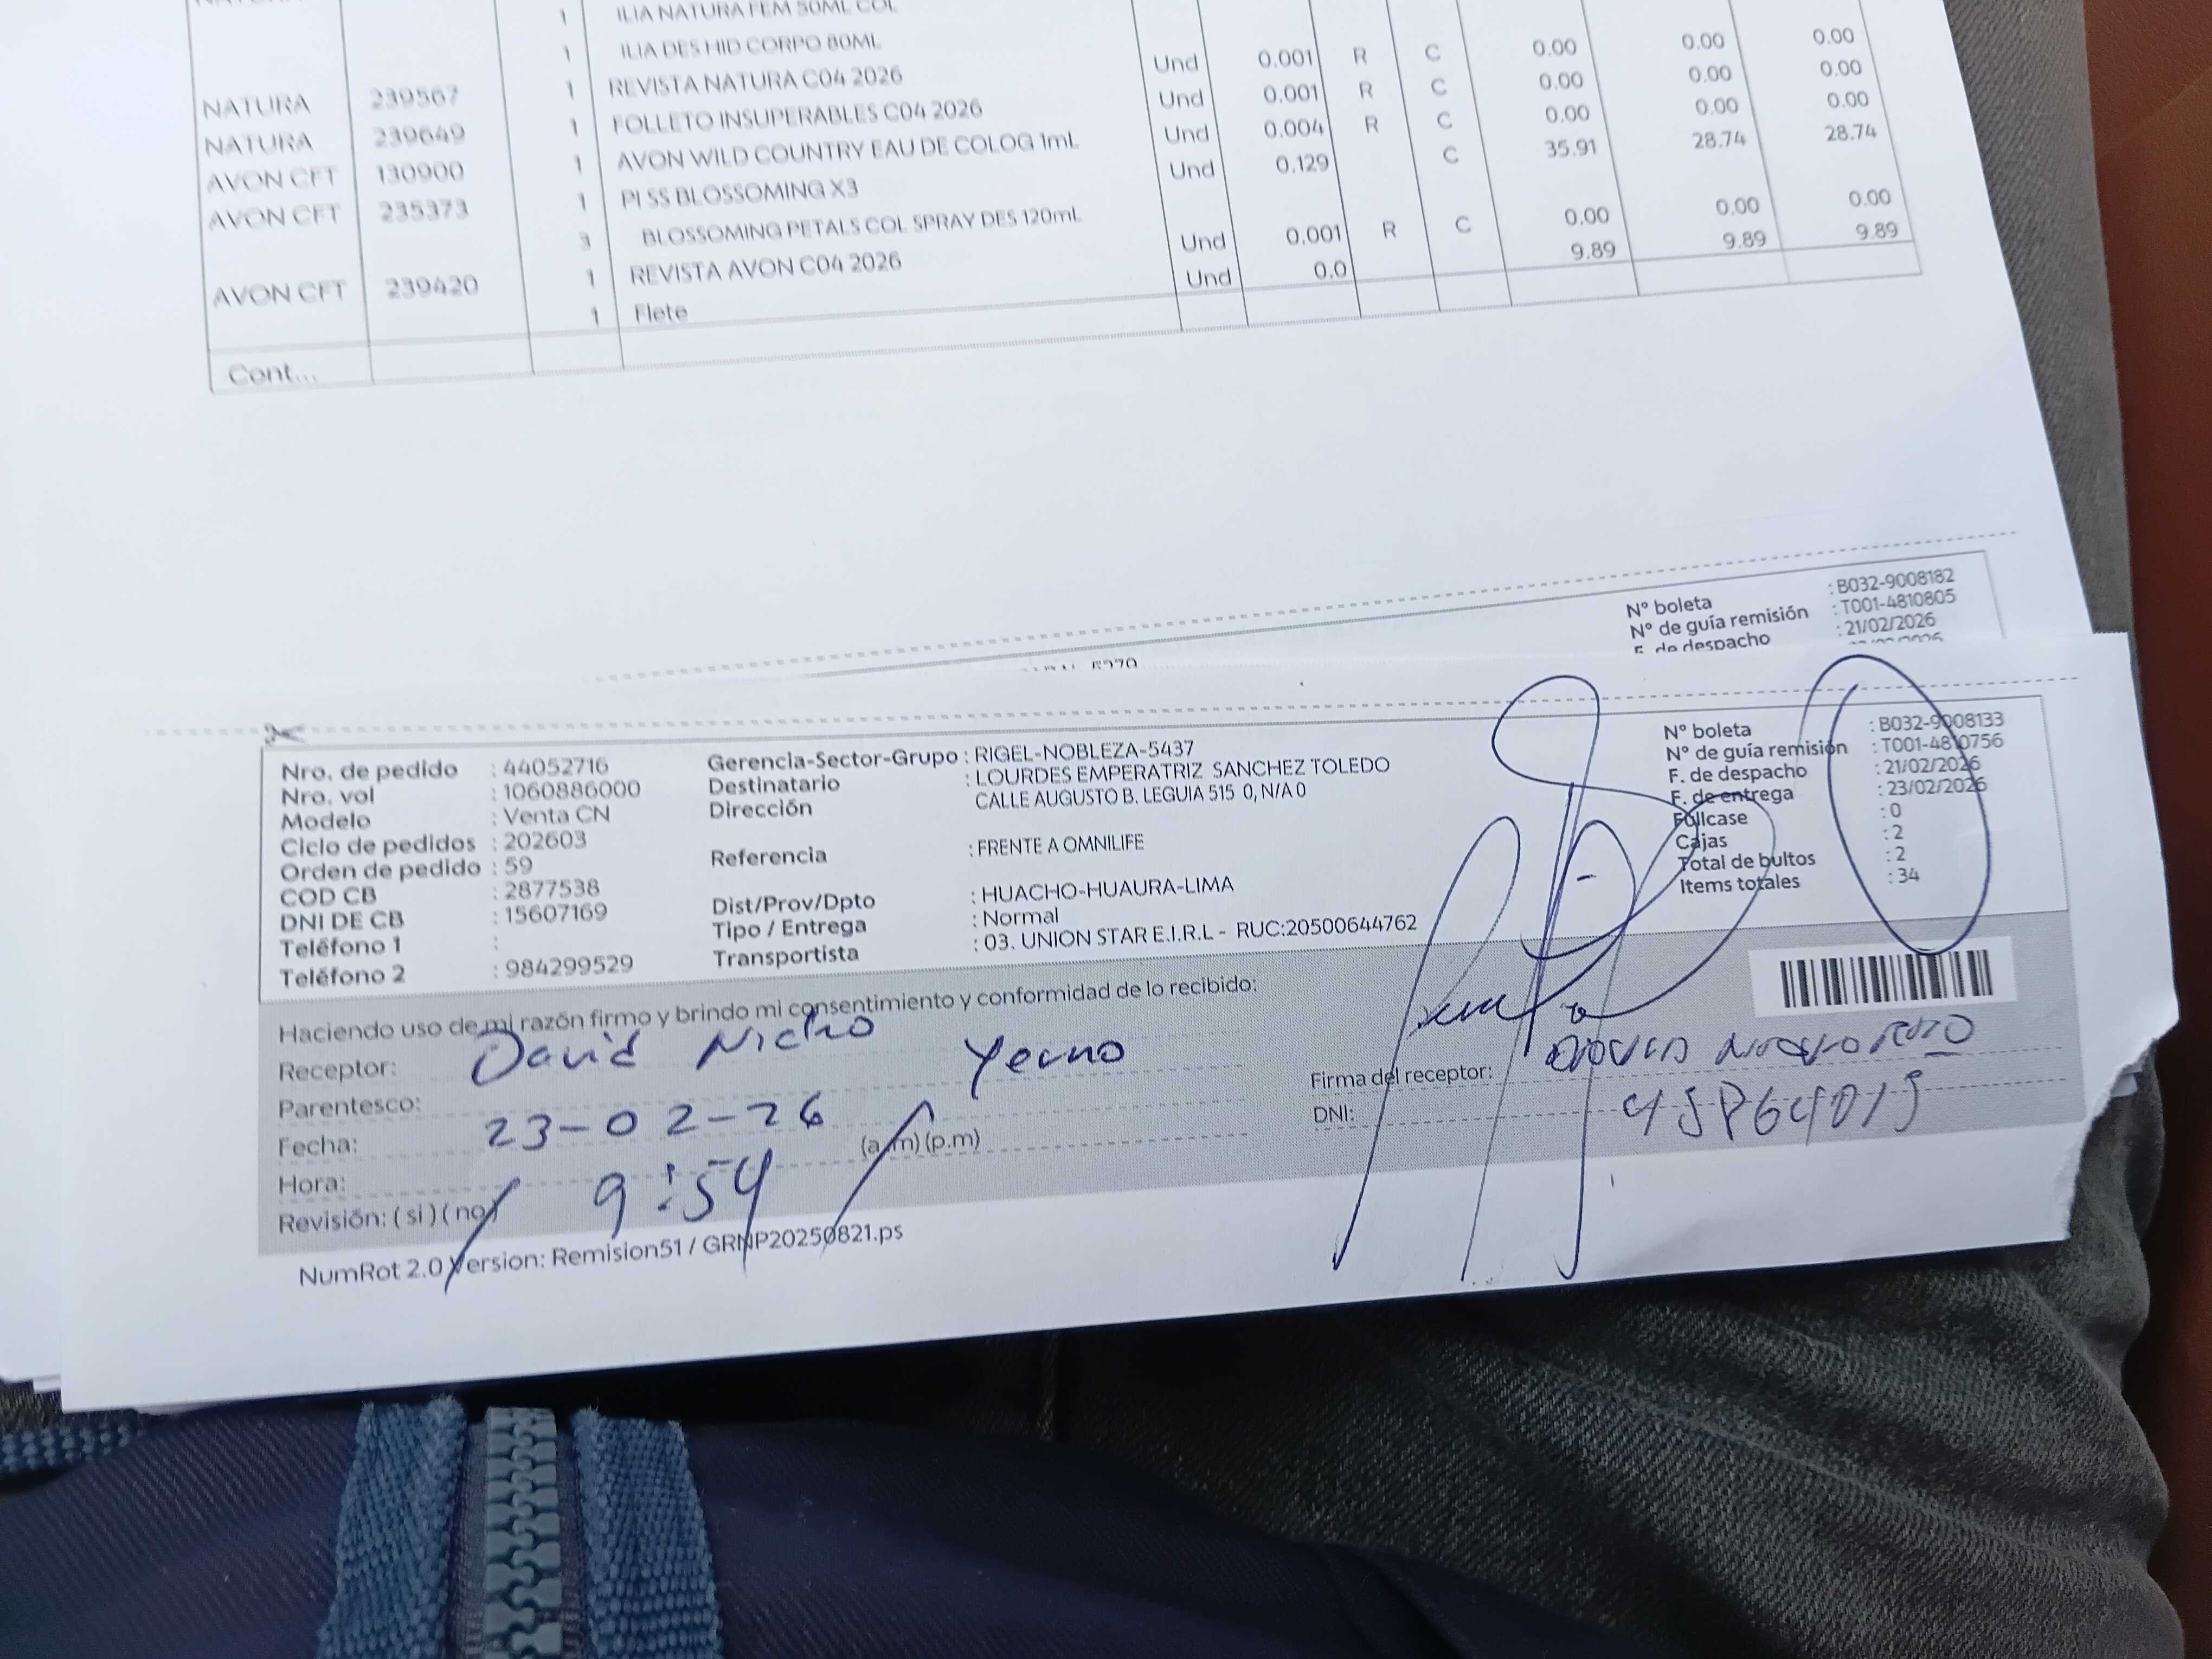 1 ILIA NATURA FEM 50ML COL
1 ILIA DES HID CORPO 80ML
NATURA 239567 1 REVISTA NATURA C04 2026 Und 0.001 R C 0.00 0.00 0.00
NATURA 239649 1 FOLLETO INSUPERABLES C04 2026 Und 0.001 R C 0.00 0.00 0.00
AVON CFT 130900 1 AVON WILD COUNTRY EAU DE COLOG 1mL Und 0.004 R C 0.00 0.00 0.00
AVON CFT 235373 1 PI SS BLOSSOMING X3 Und 0.129 C 35.91 28.74 28.74
3 BLOSSOMING PETALS COL SPRAY DES 120mL
AVON CFT 239420 1 REVISTA AVON C04 2026 Und 0.001 R C 0.00 0.00 0.00
1 Flete Und 0.0 9.89 9.89 9.89
Cont...
N° boleta : B032-9008182
N° de guía remisión : T001-4810805
F. de despacho : 21/02/2026
Nro. de pedido : 44052716
Nro. vol : 1060886000
Modelo : Venta CN
Ciclo de pedidos : 202603
Orden de pedido : 59
COD CB : 2877538
DNI DE CB : 15607169
Teléfono 1 :
Teléfono 2 : 984299529
Gerencia-Sector-Grupo : RIGEL-NOBLEZA-5437
Destinatario : LOURDES EMPERATRIZ SANCHEZ TOLEDO
Dirección CALLE AUGUSTO B. LEGUIA 515 0, N/A 0
Referencia : FRENTE A OMNILIFE
Dist/Prov/Dpto : HUACHO-HUAURA-LIMA
Tipo / Entrega : Normal
Transportista : 03. UNION STAR E.I.R.L - RUC:20500644762
N° boleta : B032-9008133
N° de guía remisión : T001-4810756
F. de despacho : 21/02/2026
F. de entrega : 23/02/2026
Fullcase : 0
Cajas : 2
Total de bultos : 2
Items totales : 34
Haciendo uso de mi razón firmo y brindo mi consentimiento y conformidad de lo recibido:
Receptor: David Nicho
Parentesco: Yerno
Fecha: 23-02-26
Hora: 9:54 (a.m) (p.m)
Revisión: ( si ) ( no )
Firma del receptor:
DNI:
NumRot 2.0 Version: Remision51 / GRNP20250821.ps